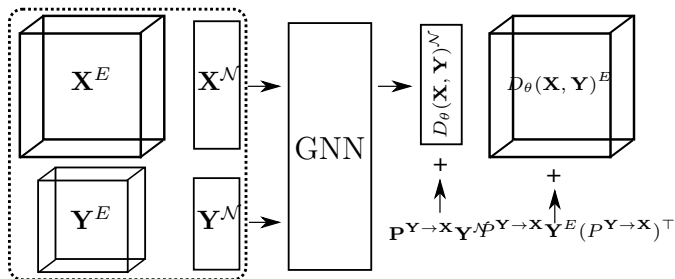 𝐗^E 𝐗^𝒩
𝐘^E 𝐘^𝒩
GNN
D_θ(𝐗, 𝐘)^𝒩
D_θ(𝐗, 𝐘)^E
+ +
𝐏^{𝐘→𝐗}𝐘^𝒩 P^{𝐘→𝐗}𝐘^E(P^{𝐘→𝐗})^⊤